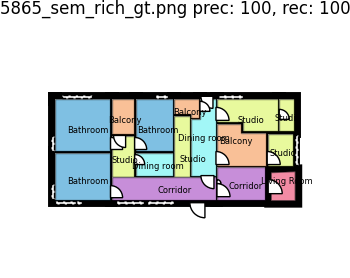 5865_sem_rich_gt.png prec: 100, rec: 100
Balcony
Balcony
Studio
Stud
Bathroom
Bathroom
Dining room
Balcony
Studio
Studio
Studio
Dining room
Bathroom
Corridor
Corridor
Living Room